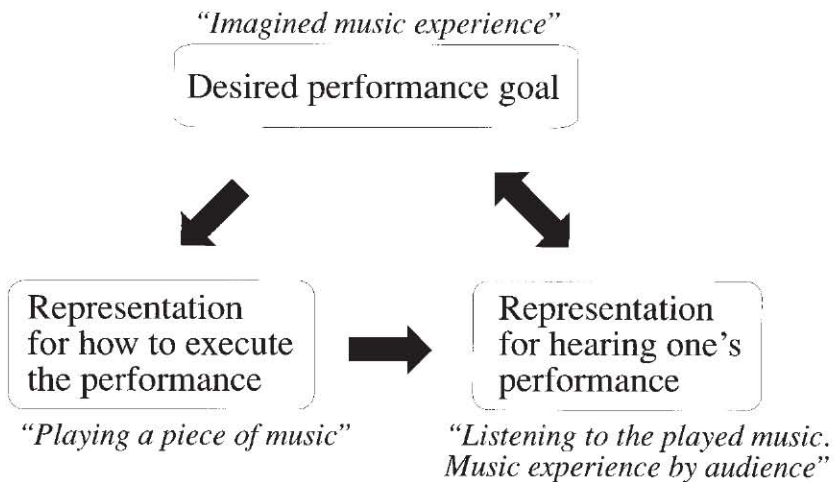 “Imagined music experience”
Desired performance goal
Representation
for how to execute
the performance
“Playing a piece of music”
Representation
for hearing one’s
performance
“Listening to the played music.
Music experience by audience”